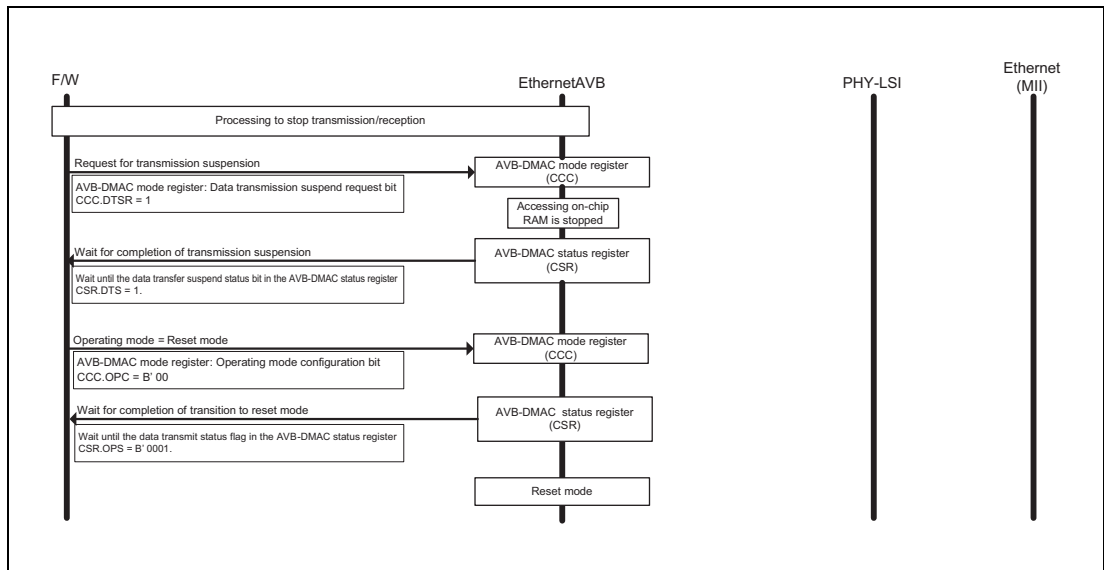 F/W
EthernetAVB
PHY-LSI
Ethernet
(MII)
Processing to stop transmission/reception
Request for transmission suspension
AVB-DMAC mode register
(CCC)
AVB-DMAC mode register: Data transmission suspend request bit
CCC.DTSR = 1
Accessing on-chip
RAM is stopped
Wait for completion of transmission suspension
AVB-DMAC status register
(CSR)
Wait until the data transfer suspend status bit in the AVB-DMAC status register
CSR.DTS = 1.
Operating mode = Reset mode
AVB-DMAC mode register
(CCC)
AVB-DMAC mode register: Operating mode configuration bit
CCC.OPC = B' 00
Wait for completion of transition to reset mode
AVB-DMAC status register
(CSR)
Wait until the data transmit status flag in the AVB-DMAC status register
CSR.OPS = B' 0001.
Reset mode